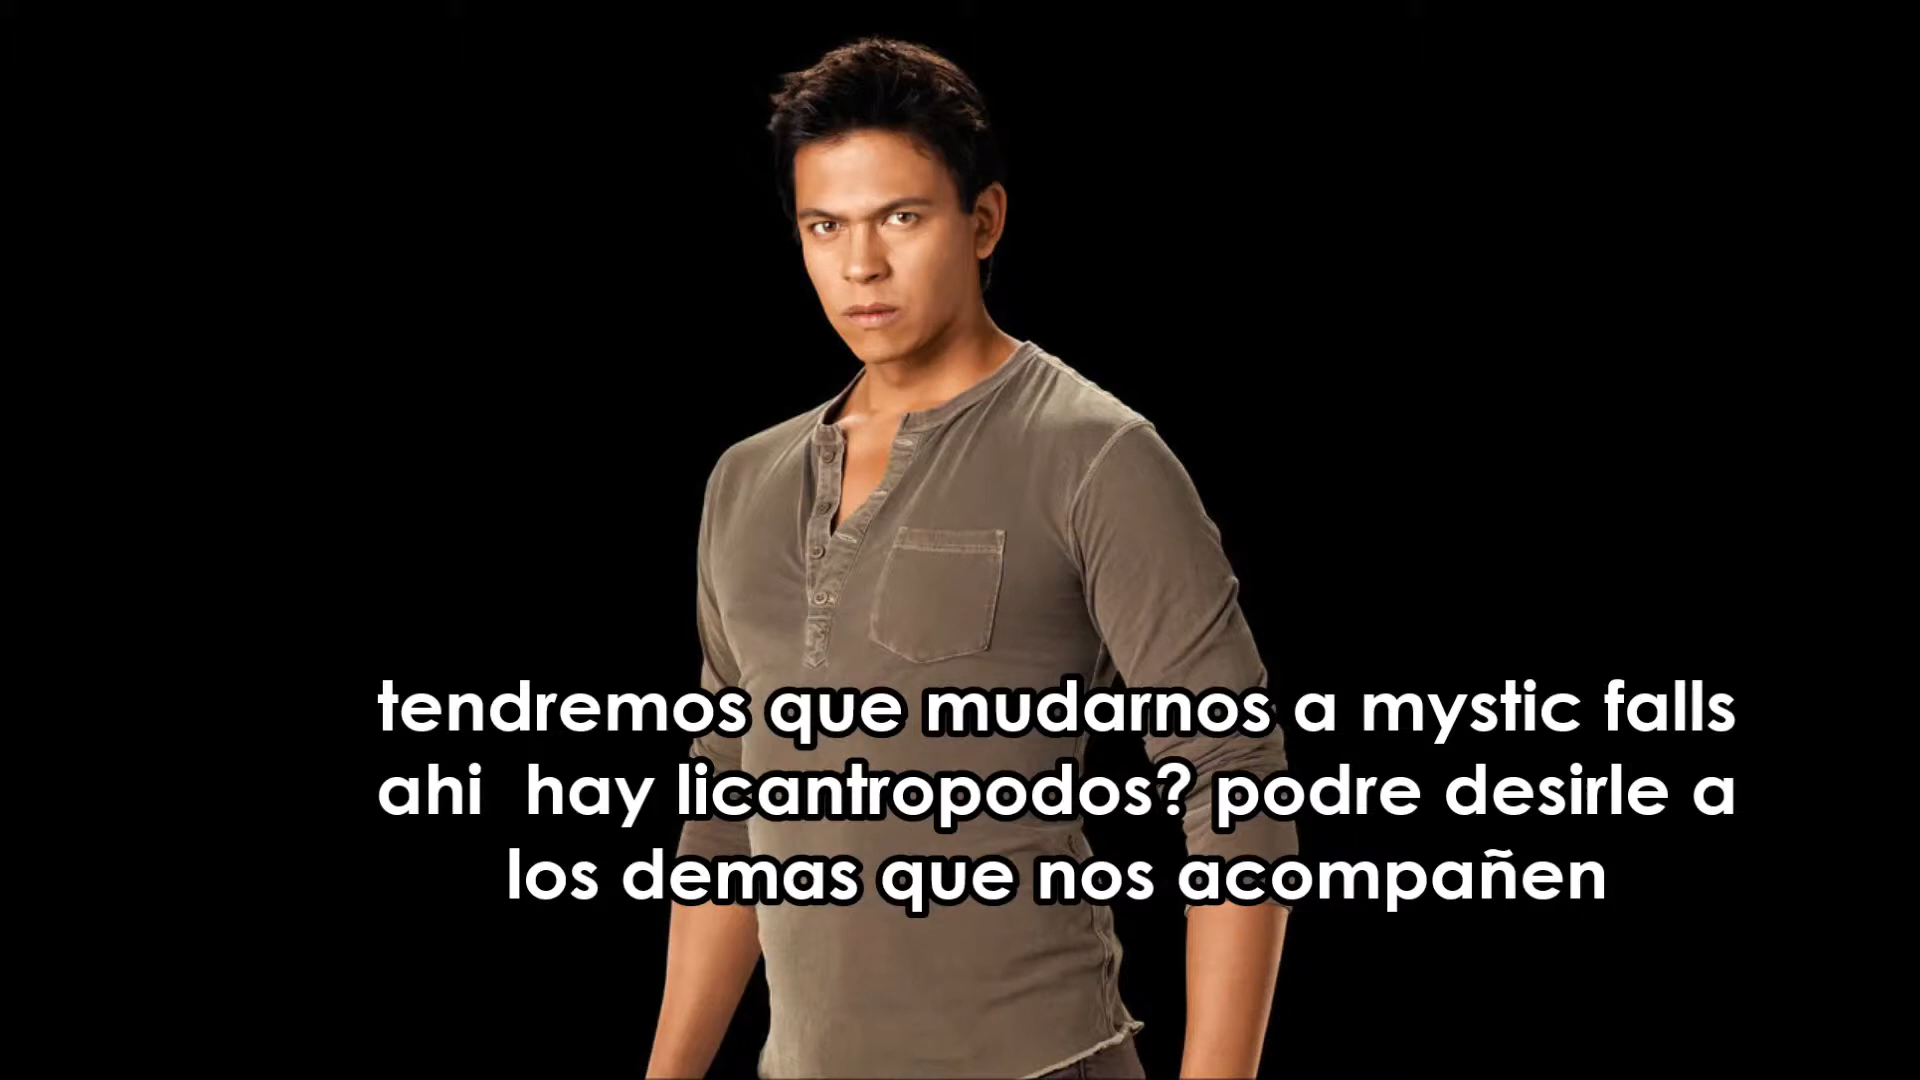 tendremos que mudarnos a mystic falls
ahi  hay licantropodos? podre desirle a
los demas que nos acompañen